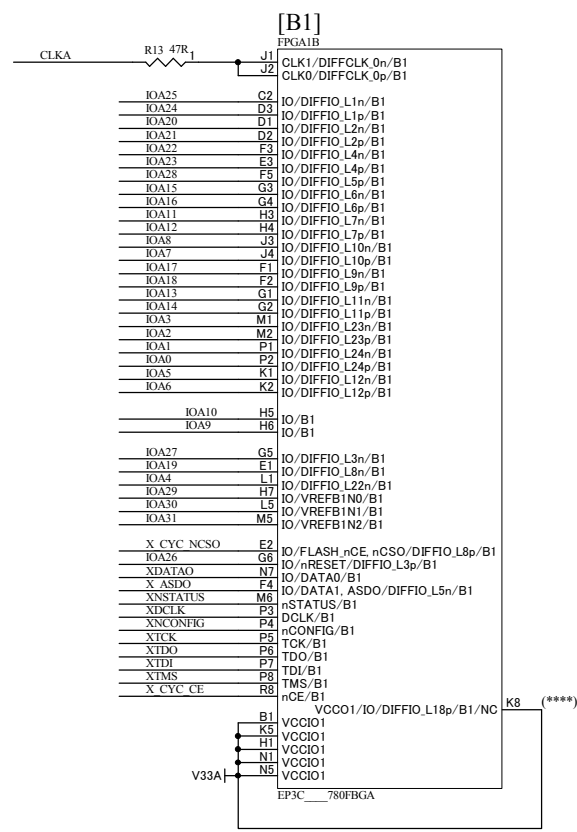 [B1]
FPGA1B
CLKA R13 47R 1 J1 CLK1/DIFFCLK_0n/B1
J2 CLK0/DIFFCLK_0p/B1
IOA25 C2 IO/DIFFIO_L1n/B1
IOA24 D3 IO/DIFFIO_L1p/B1
IOA20 D1 IO/DIFFIO_L2n/B1
IOA21 D2 IO/DIFFIO_L2p/B1
IOA22 F3 IO/DIFFIO_L4n/B1
IOA23 E3 IO/DIFFIO_L4p/B1
IOA28 F5 IO/DIFFIO_L5p/B1
IOA15 G3 IO/DIFFIO_L6n/B1
IOA16 G4 IO/DIFFIO_L6p/B1
IOA11 H3 IO/DIFFIO_L7n/B1
IOA12 H4 IO/DIFFIO_L7p/B1
IOA8 J3 IO/DIFFIO_L10n/B1
IOA7 J4 IO/DIFFIO_L10p/B1
IOA17 F1 IO/DIFFIO_L9n/B1
IOA18 F2 IO/DIFFIO_L9p/B1
IOA13 G1 IO/DIFFIO_L11n/B1
IOA14 G2 IO/DIFFIO_L11p/B1
IOA3 M1 IO/DIFFIO_L23n/B1
IOA2 M2 IO/DIFFIO_L23p/B1
IOA1 P1 IO/DIFFIO_L24n/B1
IOA0 P2 IO/DIFFIO_L24p/B1
IOA5 K1 IO/DIFFIO_L12n/B1
IOA6 K2 IO/DIFFIO_L12p/B1
IOA10 H5 IO/B1
IOA9 H6 IO/B1
IOA27 G5 IO/DIFFIO_L3n/B1
IOA19 E1 IO/DIFFIO_L8n/B1
IOA4 L1 IO/DIFFIO_L22n/B1
IOA29 H7 IO/VREFB1N0/B1
IOA30 L5 IO/VREFB1N1/B1
IOA31 M5 IO/VREFB1N2/B1
X_CYC_NCSO E2 IO/FLASH_nCE, nCSO/DIFFIO_L8p/B1
IOA26 G6 IO/nRESET/DIFFIO_L3p/B1
XDATAO N7 IO/DATA0/B1
X_ASDO F4 IO/DATA1, ASDO/DIFFIO_L5n/B1
XNSTATUS M6 nSTATUS/B1
XDCLK P3 DCLK/B1
XNCONFIG P4 nCONFIG/B1
XTCK P5 TCK/B1
XTDO P6 TDO/B1
XTDI P7 TDI/B1
XTMS P8 TMS/B1
X_CYC_CE R8 nCE/B1
VCCO1/IO/DIFFIO_L18p/B1/NC K8 (****)
B1 VCCIO1
K5 VCCIO1
H1 VCCIO1
N1 VCCIO1
V33A N5 VCCIO1
EP3C____780FBGA